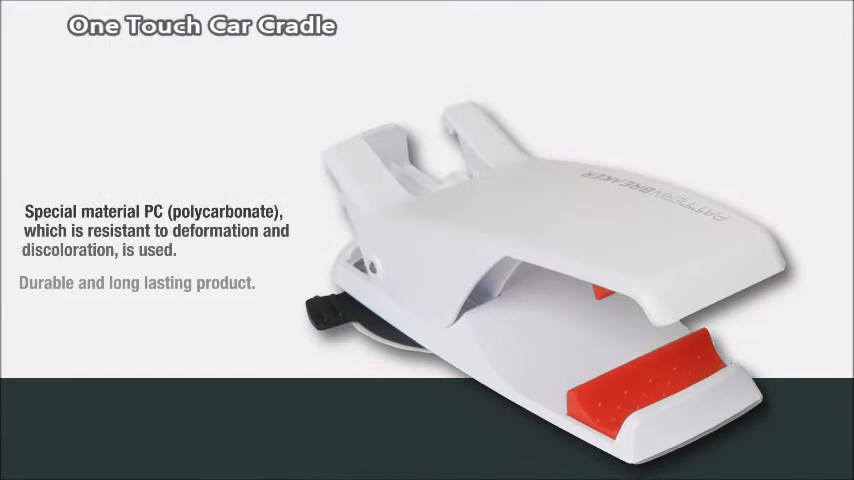 One Touch Car Cradle
PATTERNBREAKER
Special material PC (polycarbonate),
which is resistant to deformation and
discoloration, is used.
Durable and long lasting product.